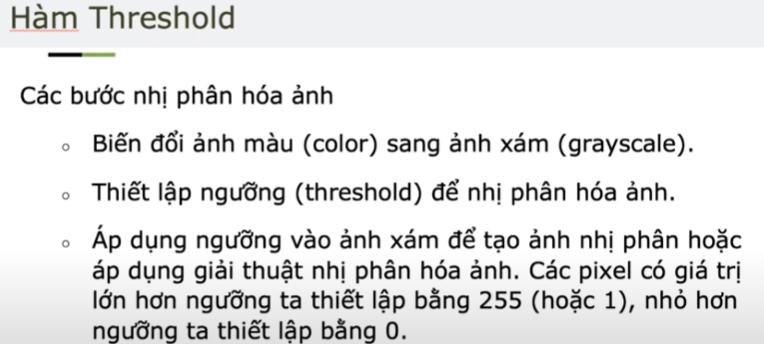 Hàm Threshold
Các bước nhị phân hóa ảnh
◦ Biến đổi ảnh màu (color) sang ảnh xám (grayscale).
◦ Thiết lập ngưỡng (threshold) để nhị phân hóa ảnh.
◦ Áp dụng ngưỡng vào ảnh xám để tạo ảnh nhị phân hoặc
áp dụng giải thuật nhị phân hóa ảnh. Các pixel có giá trị
lớn hơn ngưỡng ta thiết lập bằng 255 (hoặc 1), nhỏ hơn
ngưỡng ta thiết lập bằng 0.